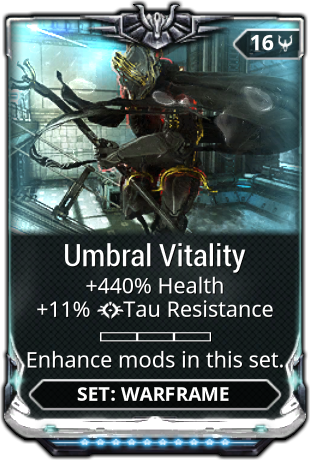 16
Umbral Vitality
+440% Health
+11% Tau Resistance
Enhance mods in this set.
SET: WARFRAME